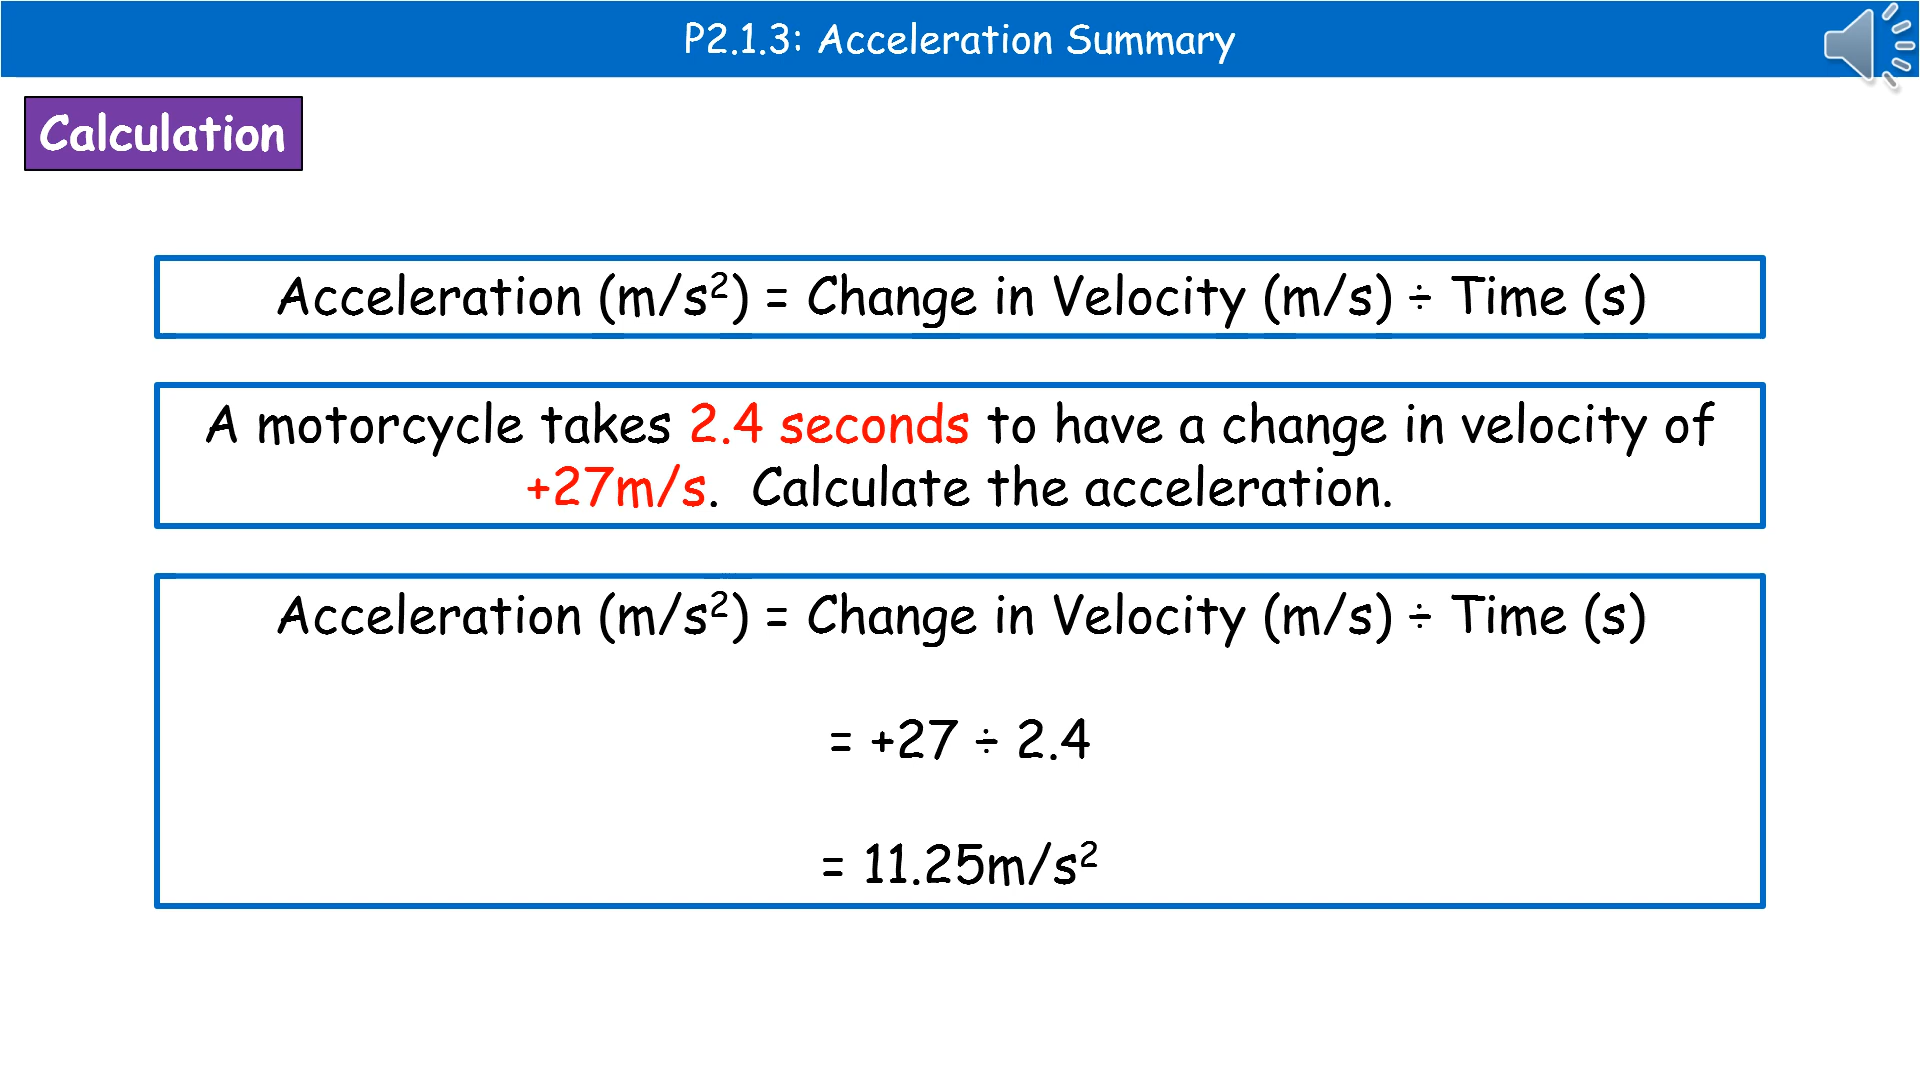 P2.1.3: Acceleration Summary
Calculation
Acceleration (m/s²) = Change in Velocity (m/s) ÷ Time (s)
A motorcycle takes 2.4 seconds to have a change in velocity of
+27m/s.  Calculate the acceleration.
Acceleration (m/s²) = Change in Velocity (m/s) ÷ Time (s)
= +27 ÷ 2.4
= 11.25m/s²